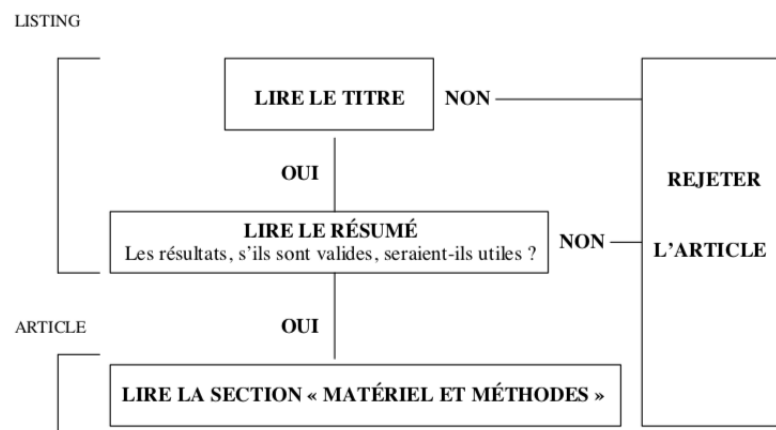 LISTING
LIRE LE TITRE
NON
OUI
REJETER
LIRE LE RÉSUMÉ
Les résultats, s'ils sont valides, seraient-ils utiles ?
NON
L'ARTICLE
ARTICLE
OUI
LIRE LA SECTION « MATÉRIEL ET MÉTHODES »